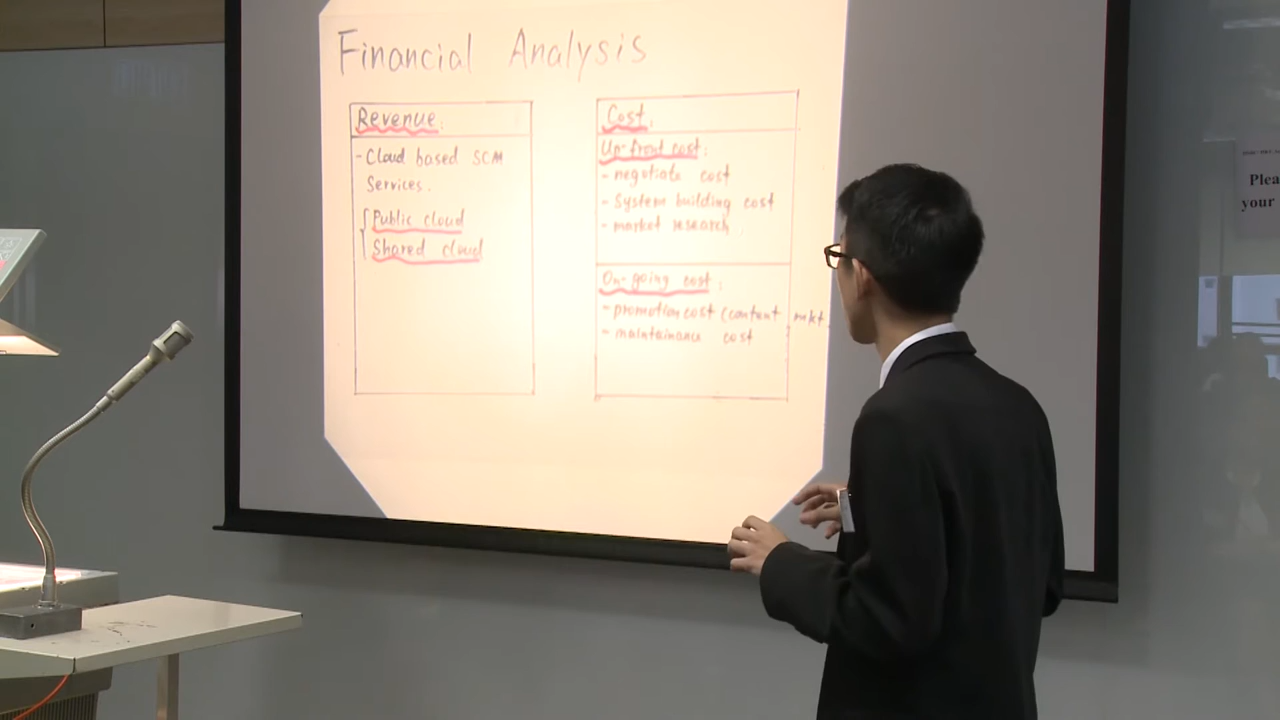 Financial Analysis
Revenue:
- Cloud based SCM
Services.
Public cloud
Shared cloud
Cost:
Up-front cost:
- negotiate cost
- System building cost
- market research
On-going cost:
- promotion cost (content mkt
- maintainance cost
Plea
your